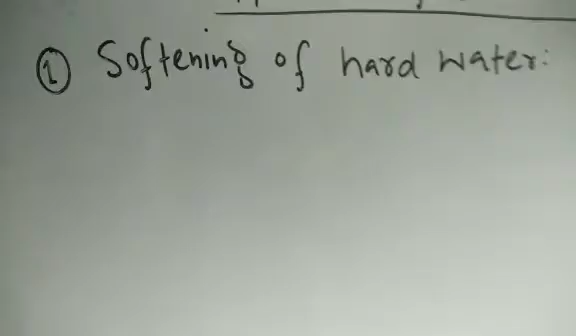 ① Softening of hard water: